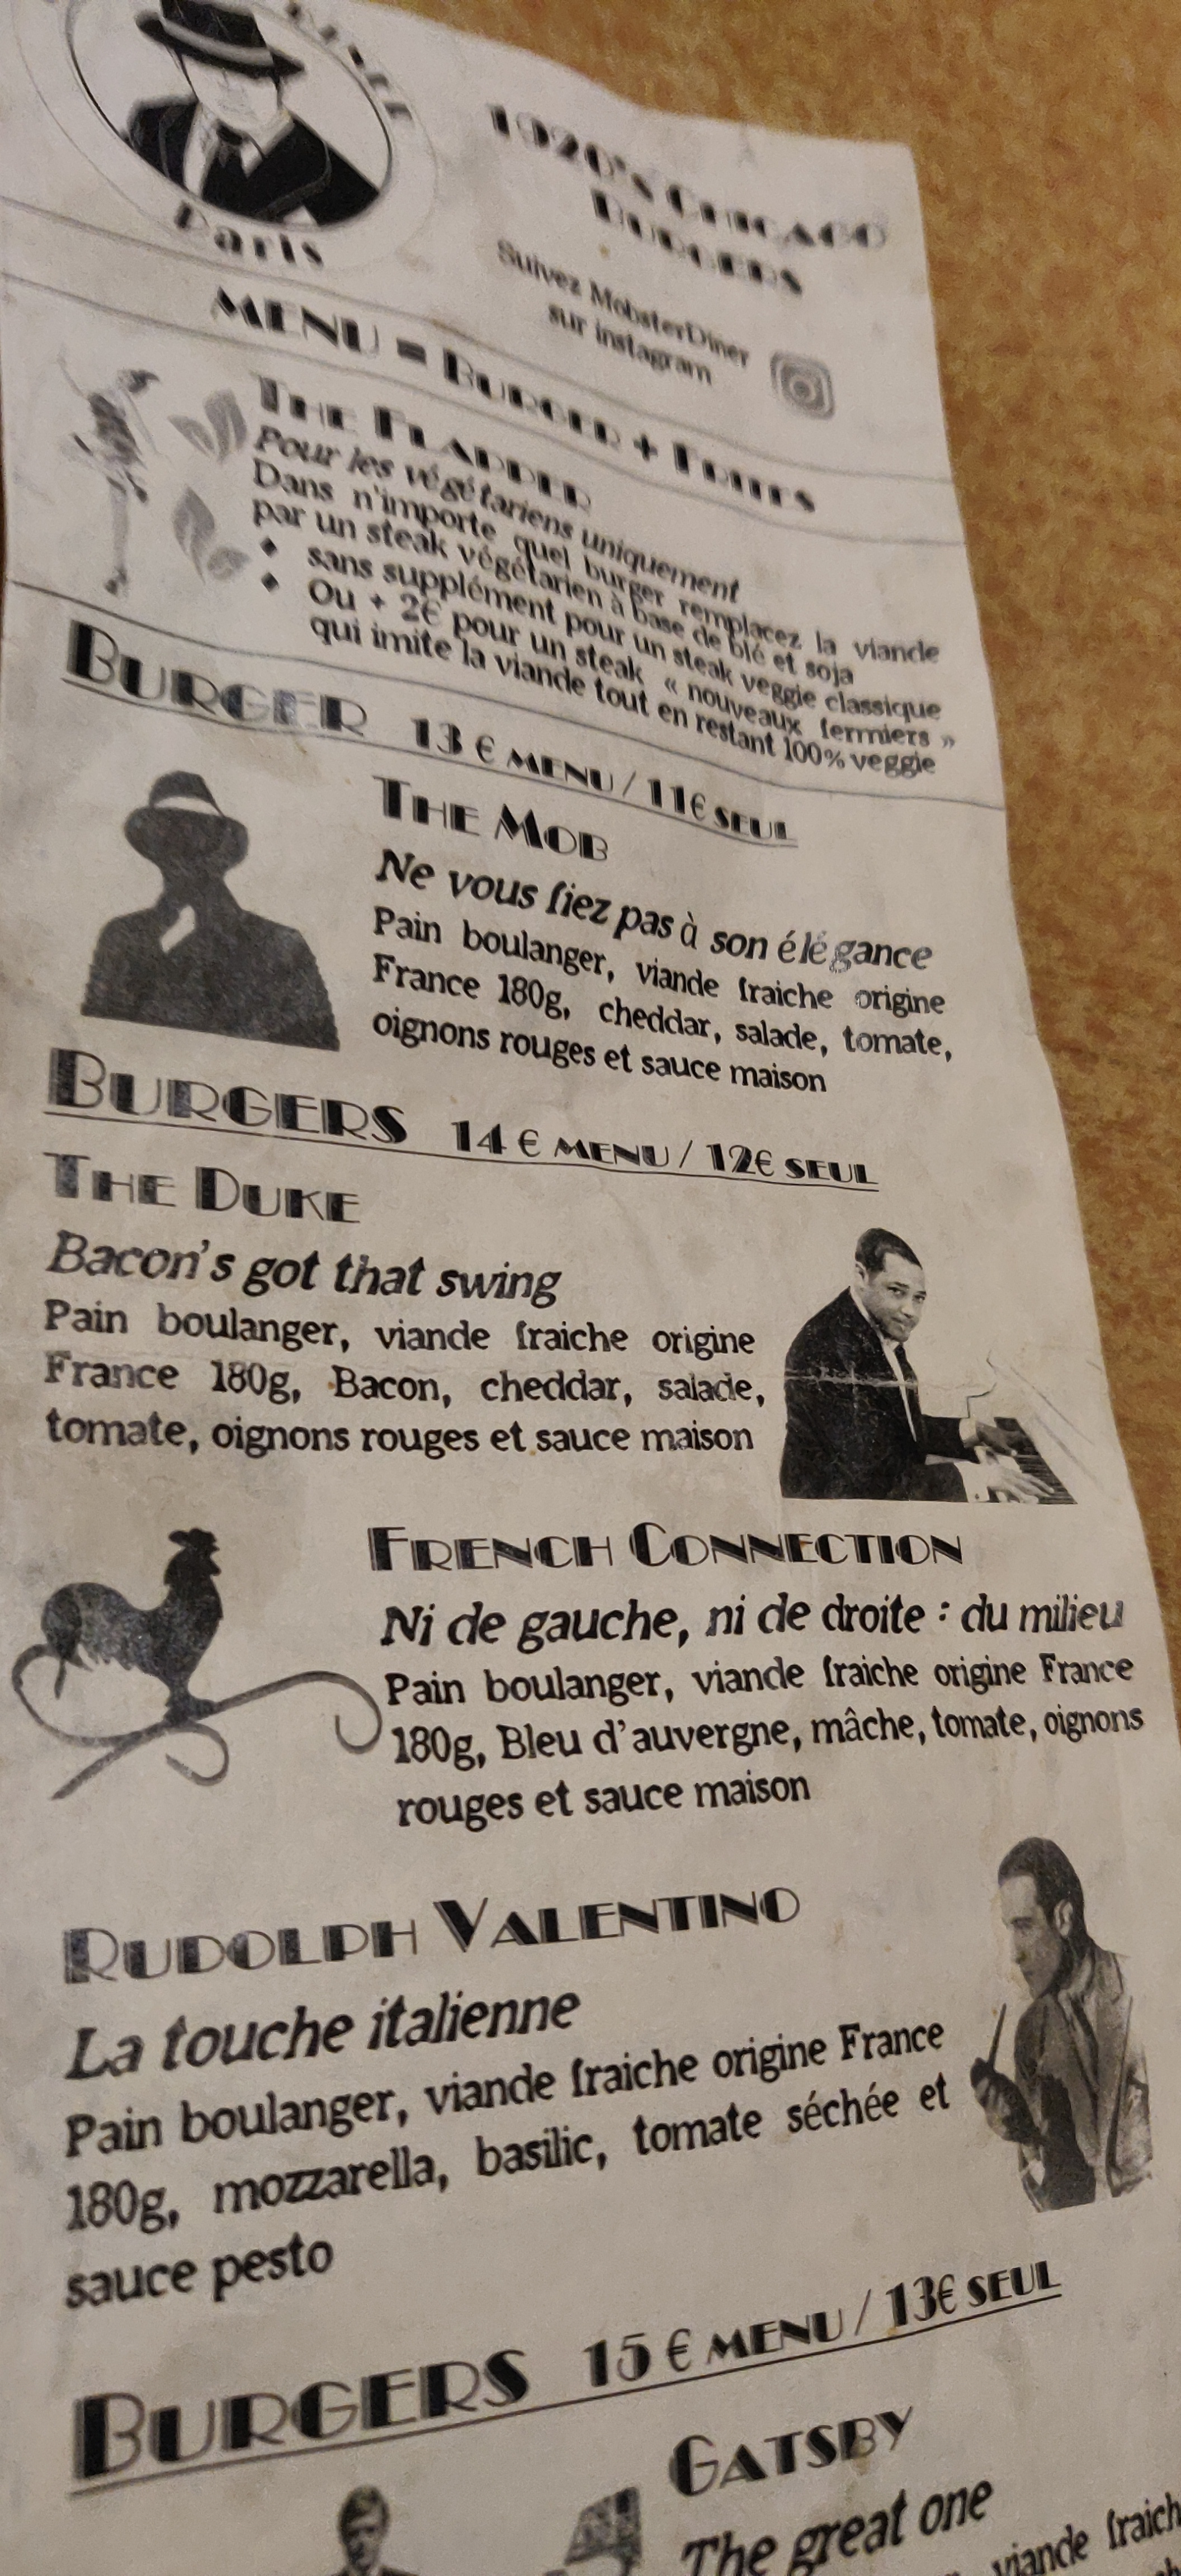 Paris
1920's Chicago
Burgers
Suivez MobsterDiner
sur instagram
MENU = Burger + Frites
The Flapper
Pour les végétariens uniquement
Dans n'importe quel burger remplacez la viande
par un steak végétarien à base de blé et soja
• sans supplément pour un steak veggie classique
• Ou + 2€ pour un steak « nouveaux fermiers »
qui imite la viande tout en restant 100% veggie
Burger 13 € menu / 11€ seul
The Mob
Ne vous fiez pas à son élégance
Pain boulanger, viande fraiche origine
France 180g, cheddar, salade, tomate,
oignons rouges et sauce maison
Burgers 14 € menu / 12€ seul
The Duke
Bacon's got that swing
Pain boulanger, viande fraiche origine
France 180g, Bacon, cheddar, salade,
tomate, oignons rouges et sauce maison
French Connection
Ni de gauche, ni de droite : du milieu
Pain boulanger, viande fraiche origine France
180g, Bleu d'auvergne, mâche, tomate, oignons
rouges et sauce maison
Rudolph Valentino
La touche italienne
Pain boulanger, viande fraiche origine France
180g, mozzarella, basilic, tomate séchée et
sauce pesto
Burgers 15 € menu / 13€ seul
Gatsby
The great one
viande fraich